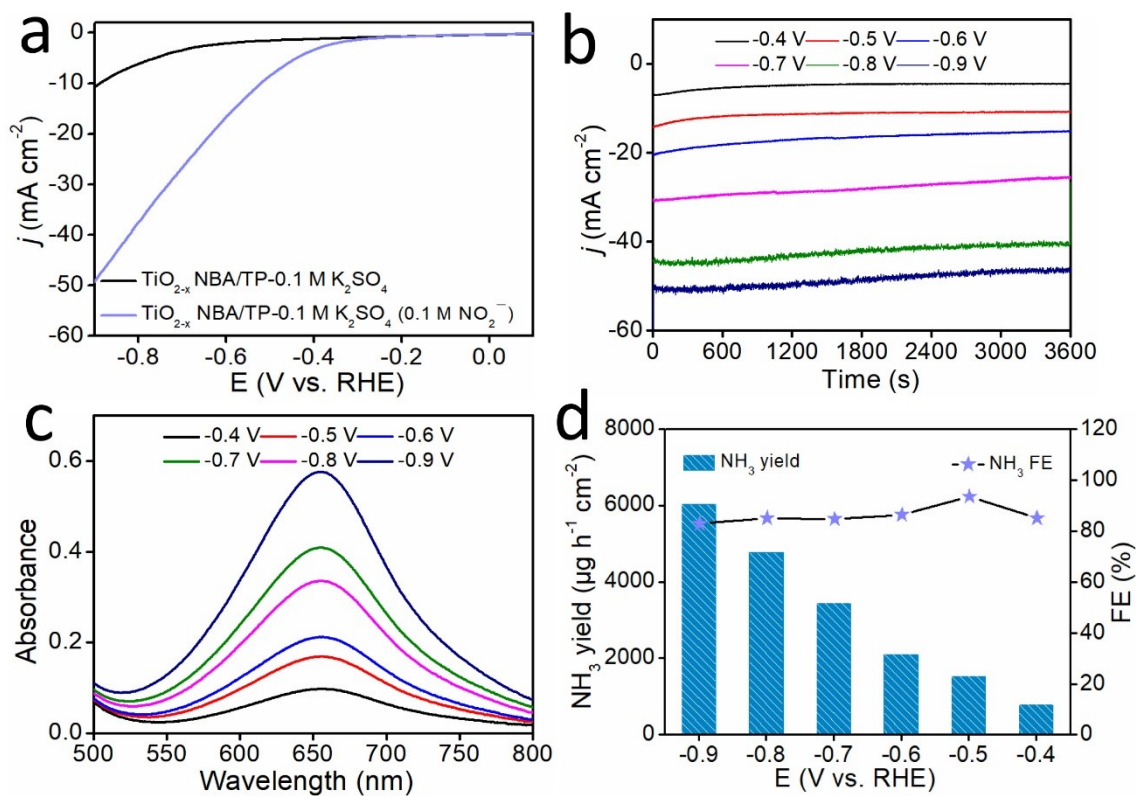 a
0
-10
-20
-30
-40
-50
-60
j (mA cm⁻²)
TiO₂₋ₓ NBA/TP-0.1 M K₂SO₄
TiO₂₋ₓ NBA/TP-0.1 M K₂SO₄ (0.1 M NO₂⁻)
-0.8 -0.6 -0.4 -0.2 0.0
E (V vs. RHE)
b
-0.4 V -0.5 V -0.6 V
-0.7 V -0.8 V -0.9 V
0
-20
-40
-60
j (mA cm⁻²)
0 600 1200 1800 2400 3000 3600
Time (s)
c
-0.4 V -0.5 V -0.6 V
-0.7 V -0.8 V -0.9 V
0.6
0.4
0.2
0.0
Absorbance
500 550 600 650 700 750 800
Wavelength (nm)
d
NH₃ yield
NH₃ FE
8000
6000
4000
2000
0
NH₃ yield (μg h⁻¹ cm⁻²)
120
100
80
60
40
20
0
FE (%)
-0.9 -0.8 -0.7 -0.6 -0.5 -0.4
E (V vs. RHE)